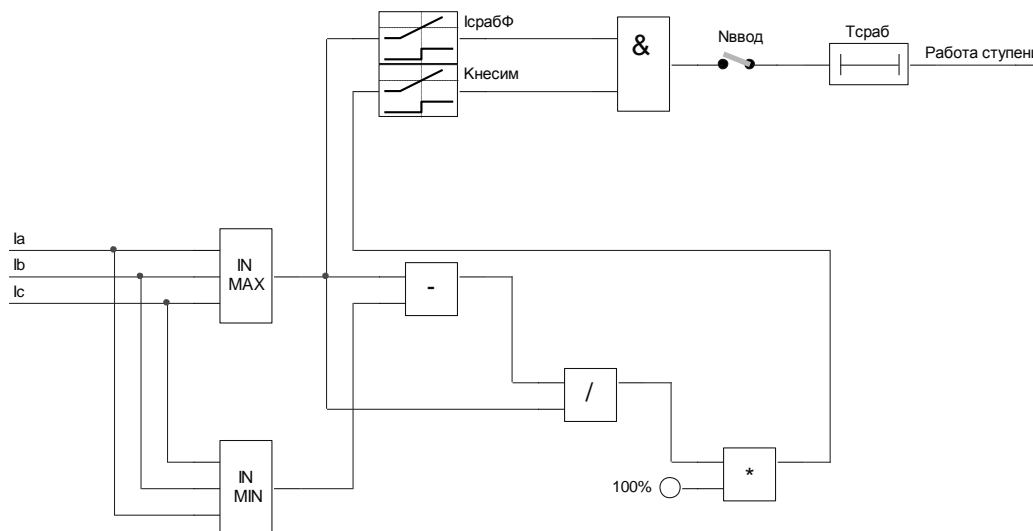 IсрабФ
Kнесим
&
Nввод
Tсраб
Работа ступени
Ia
Ib
Ic
IN
MAX
-
/
IN
MIN
100%
*